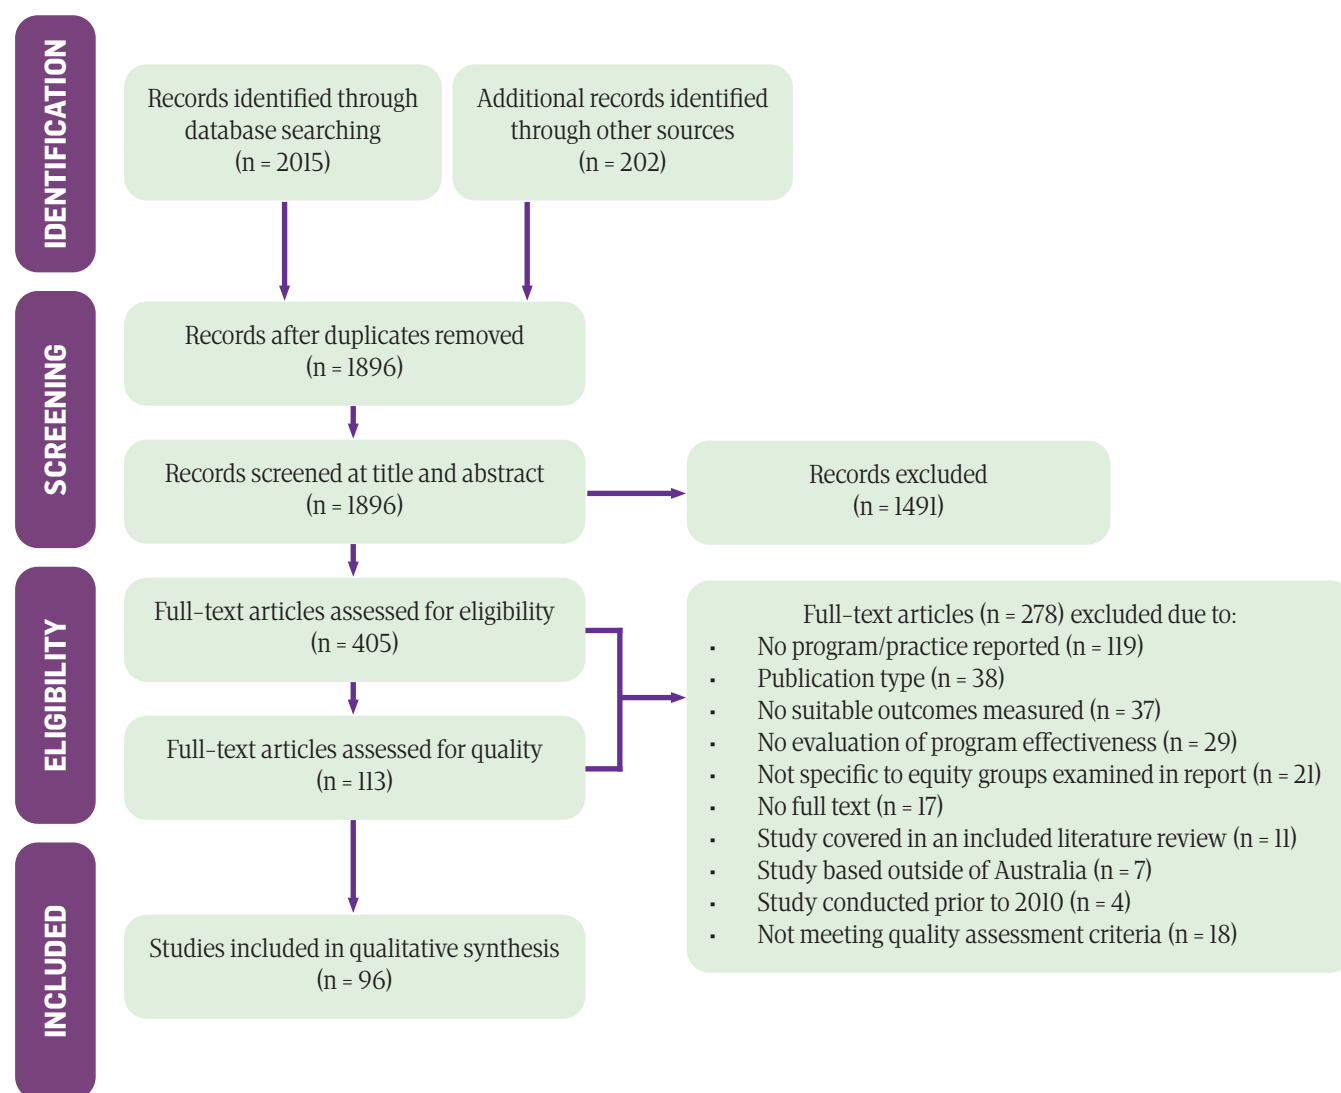 IDENTIFICATION
Records identified through
database searching
(n = 2015)
Additional records identified
through other sources
(n = 202)
SCREENING
Records after duplicates removed
(n = 1896)
Records screened at title and abstract
(n = 1896)
Records excluded
(n = 1491)
ELIGIBILITY
Full-text articles assessed for eligibility
(n = 405)
Full-text articles assessed for quality
(n = 113)
Full-text articles (n = 278) excluded due to:
▪ No program/practice reported (n = 119)
▪ Publication type (n = 38)
▪ No suitable outcomes measured (n = 37)
▪ No evaluation of program effectiveness (n = 29)
▪ Not specific to equity groups examined in report (n = 21)
▪ No full text (n = 17)
▪ Study covered in an included literature review (n = 11)
▪ Study based outside of Australia (n = 7)
▪ Study conducted prior to 2010 (n = 4)
▪ Not meeting quality assessment criteria (n = 18)
INCLUDED
Studies included in qualitative synthesis
(n = 96)